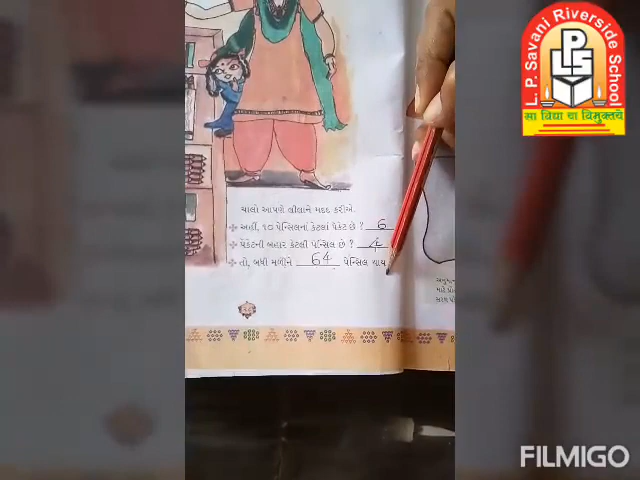 L. P. Savani Riverside School
LPS
सा विद्या या विमुक्तये
ચાલો આપણે લીલાને મદદ કરીએ.
અહીં, ૧૦ પેન્સિલનાં કેટલાં પેકેટ છે ? 6
પેકેટની બહાર કેટલી પેન્સિલ છે ? 4
તો, બધી મળીને 64 પેન્સિલ થાય
FILMIGO